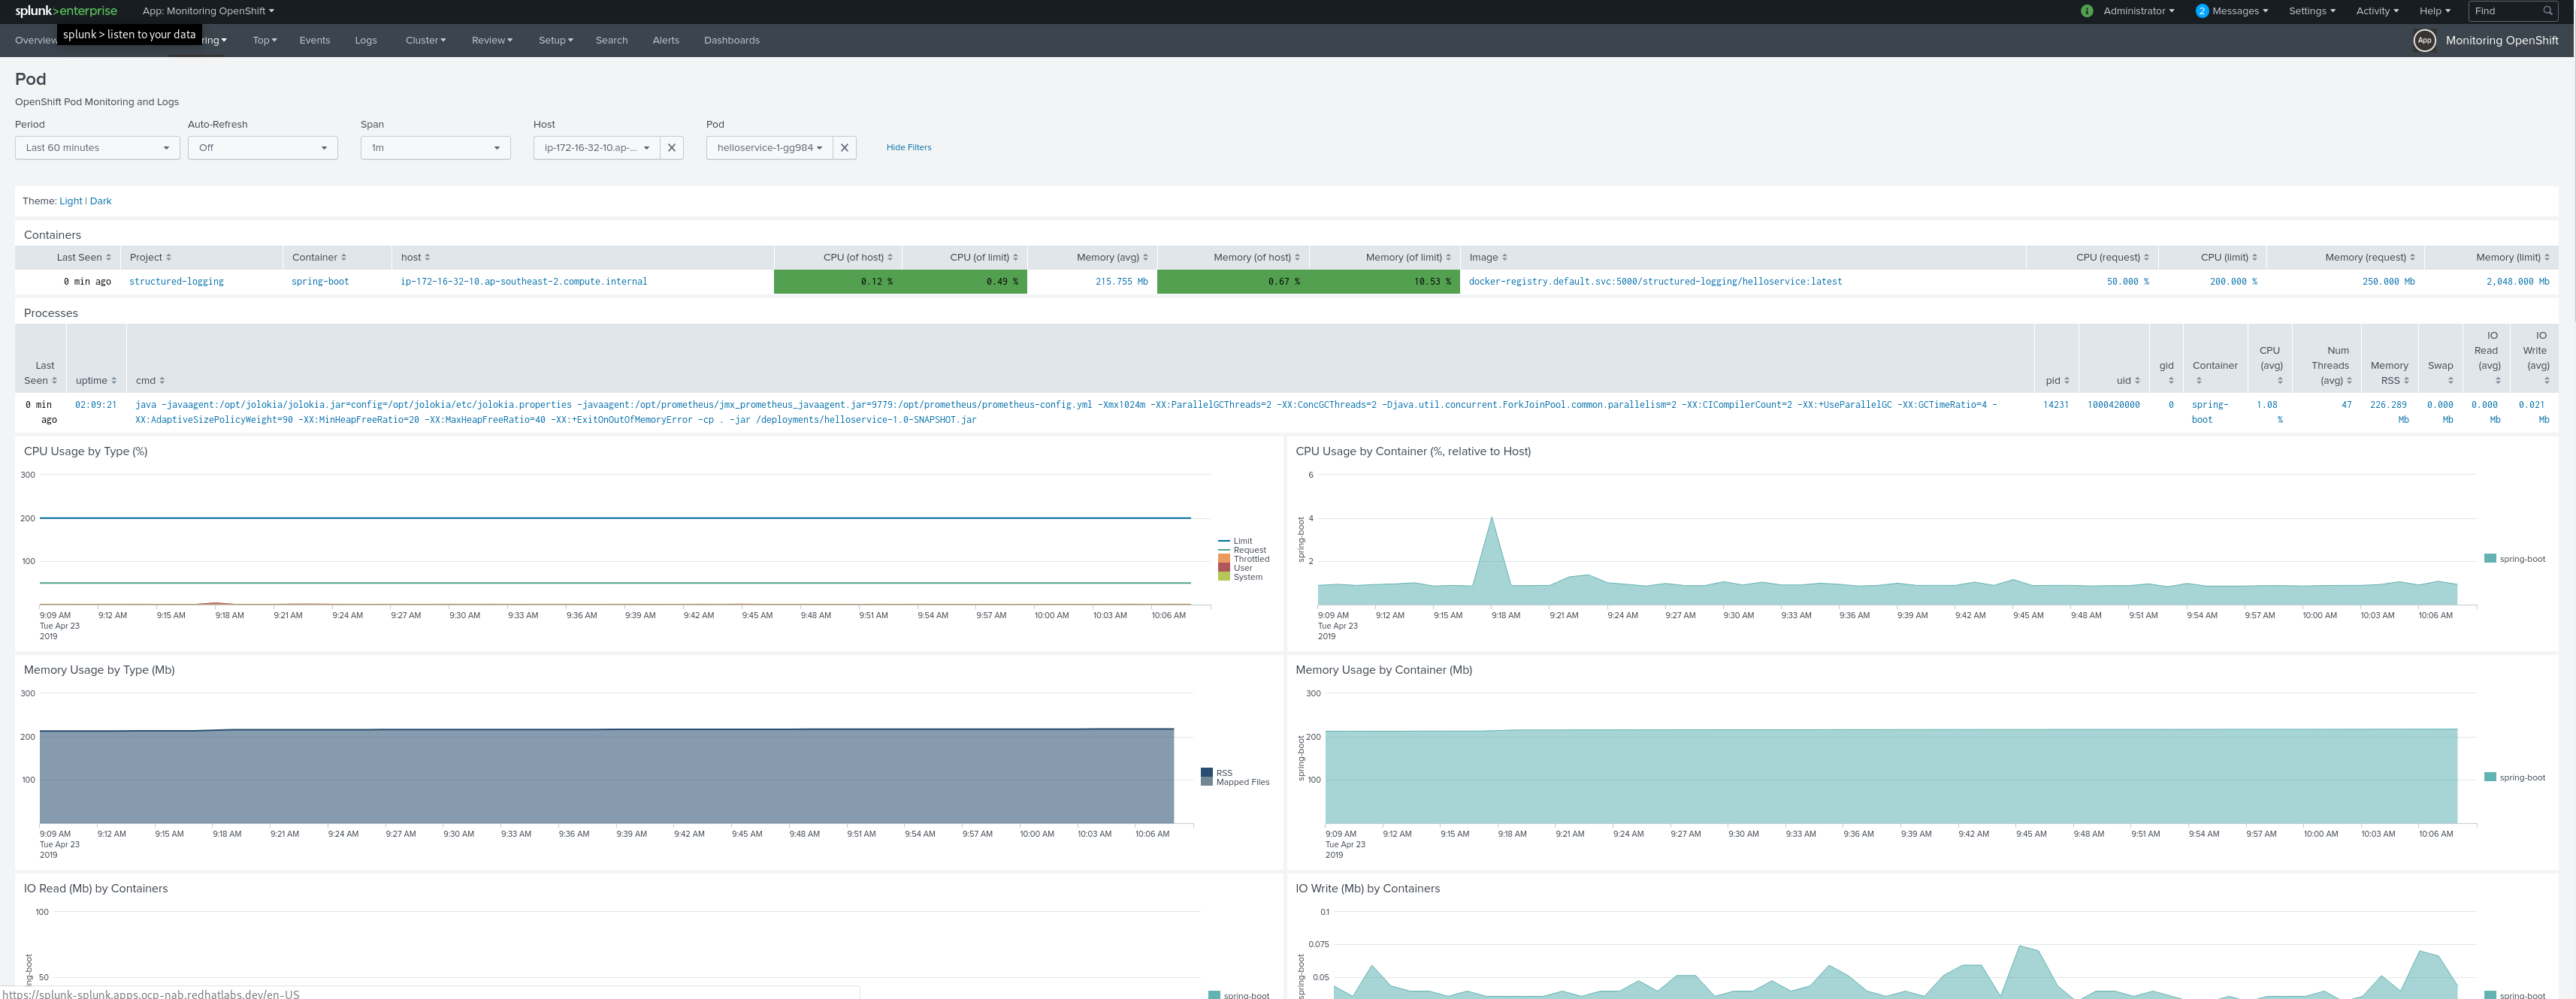 splunk>enterprise App: Monitoring OpenShift Administrator 2 Messages Settings Activity Help Find
splunk > listen to your data
Overview ring Top Events Logs Cluster Review Setup Search Alerts Dashboards App Monitoring OpenShift
Pod
OpenShift Pod Monitoring and Logs
Period Auto-Refresh Span Host Pod
Last 60 minutes Off 1m ip-172-16-32-10.ap-... helloservice-1-gg984 Hide Filters
Theme: Light | Dark
Containers
Last Seen Project Container host CPU (of host) CPU (of limit) Memory (avg) Memory (of host) Memory (of limit) Image CPU (request) CPU (limit) Memory (request) Memory (limit)
0 min ago structured-logging spring-boot ip-172-16-32-10.ap-southeast-2.compute.internal 0.12 % 0.49 % 215.755 Mb 0.67 % 10.53 % docker-registry.default.svc:5000/structured-logging/helloservice:latest 50.000 % 200.000 % 250.000 Mb 2,048.000 Mb
Processes
IO IO
CPU Num Read Write
Last gid Container (avg) Threads Memory Swap (avg) (avg)
Seen uptime cmd pid uid (avg) RSS
0 min 02:09:21 java -javaagent:/opt/jolokia/jolokia.jar=config=/opt/jolokia/etc/jolokia.properties -javaagent:/opt/prometheus/jmx_prometheus_javaagent.jar=9779:/opt/prometheus/prometheus-config.yml -Xmx1024m -XX:ParallelGCThreads=2 -XX:ConcGCThreads=2 -Djava.util.concurrent.ForkJoinPool.common.parallelism=2 -XX:CICompilerCount=2 -XX:+UseParallelGC -XX:GCTimeRatio=4 - 14231 1000420000 0 spring- 1.08 47 226.289 0.000 0.000 0.021
ago XX:AdaptiveSizePolicyWeight=90 -XX:MinHeapFreeRatio=20 -XX:MaxHeapFreeRatio=40 -XX:+ExitOnOutOfMemoryError -cp . -jar /deployments/helloservice-1.0-SNAPSHOT.jar boot % Mb Mb Mb Mb
CPU Usage by Type (%)
300
200
100
Limit
Request
Throttled
User
System
9:09 AM 9:12 AM 9:15 AM 9:18 AM 9:21 AM 9:24 AM 9:27 AM 9:30 AM 9:33 AM 9:36 AM 9:39 AM 9:42 AM 9:45 AM 9:48 AM 9:51 AM 9:54 AM 9:57 AM 10:00 AM 10:03 AM 10:06 AM
Tue Apr 23
2019
CPU Usage by Container (%, relative to Host)
6
4
2
spring-boot
spring-boot
9:09 AM 9:12 AM 9:15 AM 9:18 AM 9:21 AM 9:24 AM 9:27 AM 9:30 AM 9:33 AM 9:36 AM 9:39 AM 9:42 AM 9:45 AM 9:48 AM 9:51 AM 9:54 AM 9:57 AM 10:00 AM 10:03 AM 10:06 AM
Tue Apr 23
2019
Memory Usage by Type (Mb)
300
200
100
RSS
Mapped Files
9:09 AM 9:12 AM 9:15 AM 9:18 AM 9:21 AM 9:24 AM 9:27 AM 9:30 AM 9:33 AM 9:36 AM 9:39 AM 9:42 AM 9:45 AM 9:48 AM 9:51 AM 9:54 AM 9:57 AM 10:00 AM 10:03 AM 10:06 AM
Tue Apr 23
2019
Memory Usage by Container (Mb)
300
200
100
spring-boot
spring-boot
9:09 AM 9:12 AM 9:15 AM 9:18 AM 9:21 AM 9:24 AM 9:27 AM 9:30 AM 9:33 AM 9:36 AM 9:39 AM 9:42 AM 9:45 AM 9:48 AM 9:51 AM 9:54 AM 9:57 AM 10:00 AM 10:03 AM 10:06 AM
Tue Apr 23
2019
IO Read (Mb) by Containers
100
50
ng-boot
spring-boot
IO Write (Mb) by Containers
0.1
0.075
0.05
spring-boot
spring-boot
https://splunk-splunk.apps.ocp-nab.redhatlabs.dev/en-US